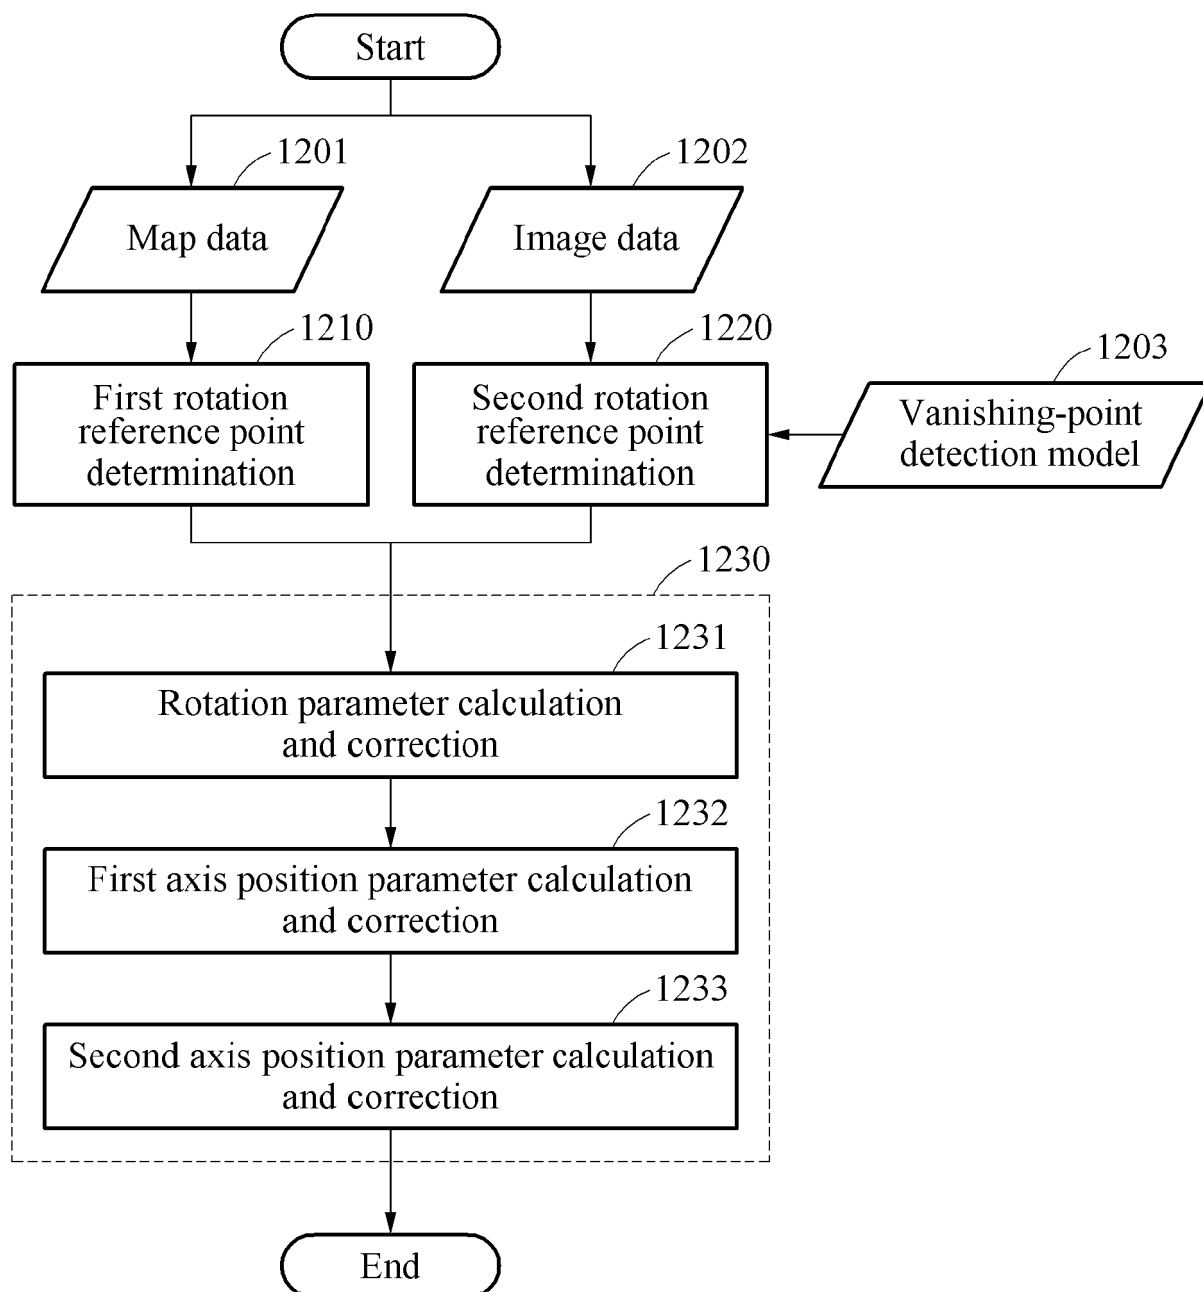 Start
1201
1202
Map data
Image data
1210
1220
1203
First rotation
reference point
determination
Second rotation
reference point
determination
Vanishing-point
detection model
1230
1231
Rotation parameter calculation
and correction
1232
First axis position parameter calculation
and correction
1233
Second axis position parameter calculation
and correction
End